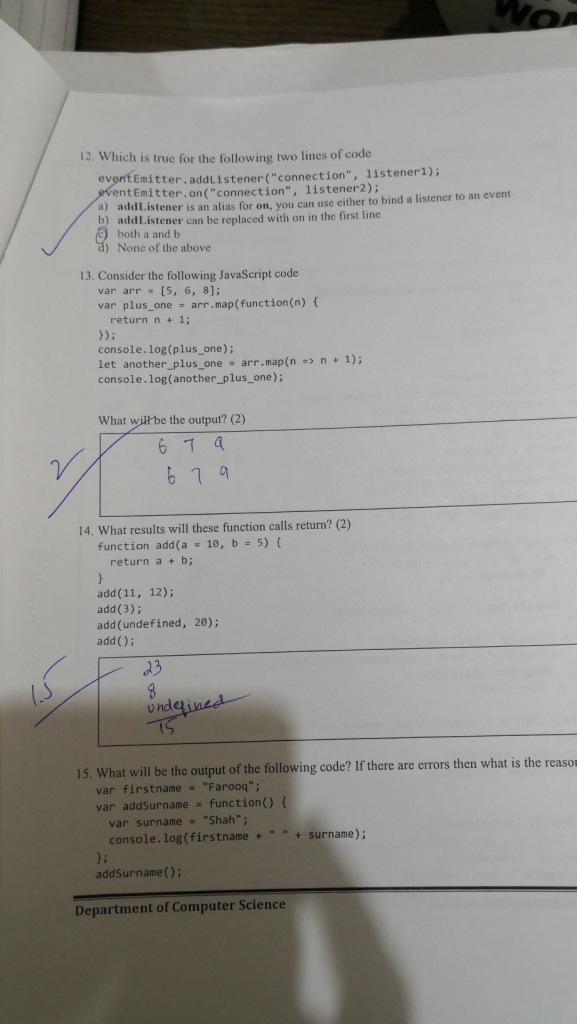 WOR
12. Which is true for the following two lines of code
eventEmitter.addListener("connection", listener1);
eventEmitter.on("connection", listener2);
a) addListener is an alias for on, you can use either to bind a listener to an event
b) addListener can be replaced with on in the first line
c) both a and b
d) None of the above
13. Consider the following JavaScript code
var arr = [5, 6, 8];
var plus_one = arr.map(function(n) {
return n + 1;
});
console.log(plus_one);
let another_plus_one = arr.map(n => n + 1);
console.log(another_plus_one);
What will be the output? (2)
6 7 9
2
6 7 9
14. What results will these function calls return? (2)
function add(a = 10, b = 5) {
return a + b;
}
add(11, 12);
add(3);
add(undefined, 20);
add();
23
1.5
8
undefined
15
15. What will be the output of the following code? If there are errors then what is the
var firstname = "Farooq";
var addSurname = function() {
var surname = "Shah";
console.log(firstname + " " + surname);
};
addSurname();
Department of Computer Science